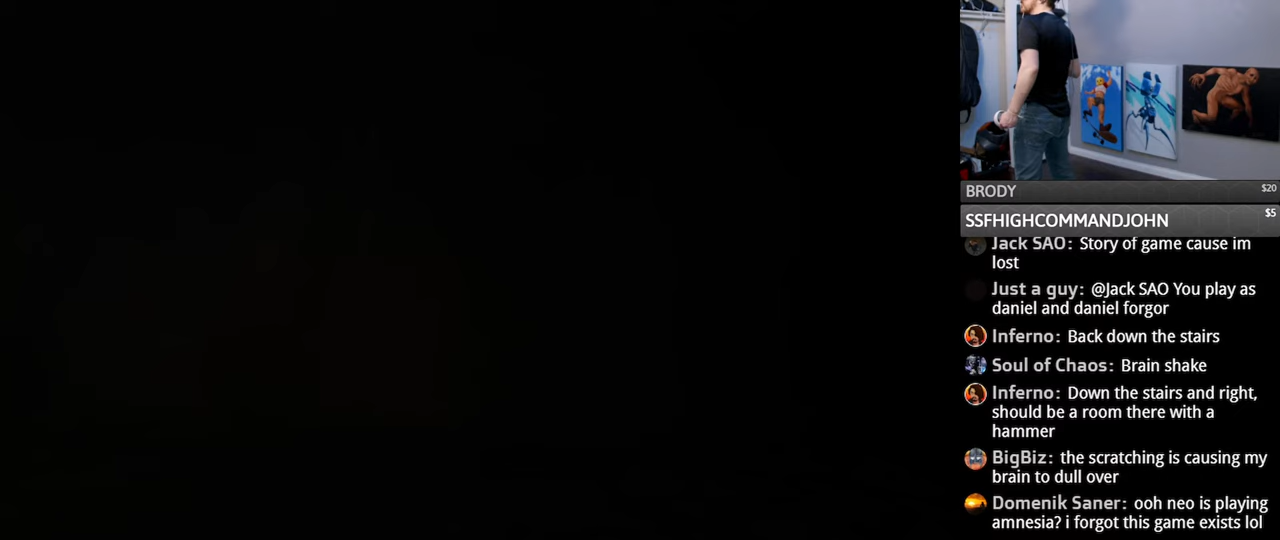 BRODY $20
SSFHIGHCOMMANDJOHN $5
Jack SAO: Story of game cause im
lost
Just a guy: @Jack SAO You play as
daniel and daniel forgor
Inferno: Back down the stairs
Soul of Chaos: Brain shake
Inferno: Down the stairs and right,
should be a room there with a
hammer
BigBiz: the scratching is causing my
brain to dull over
Domenik Saner: ooh neo is playing
amnesia? i forgot this game exists lol